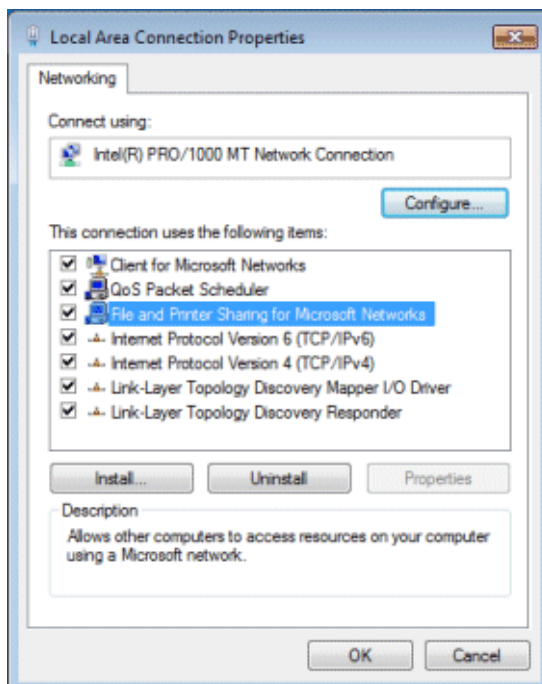 Local Area Connection Properties
Networking
Connect using:
Intel(R) PRO/1000 MT Network Connection
Configure...
This connection uses the following items:
Client for Microsoft Networks
QoS Packet Scheduler
File and Printer Sharing for Microsoft Networks
Internet Protocol Version 6 (TCP/IPv6)
Internet Protocol Version 4 (TCP/IPv4)
Link-Layer Topology Discovery Mapper I/O Driver
Link-Layer Topology Discovery Responder
Install... Uninstall Properties
Description
Allows other computers to access resources on your computer
using a Microsoft network.
OK Cancel